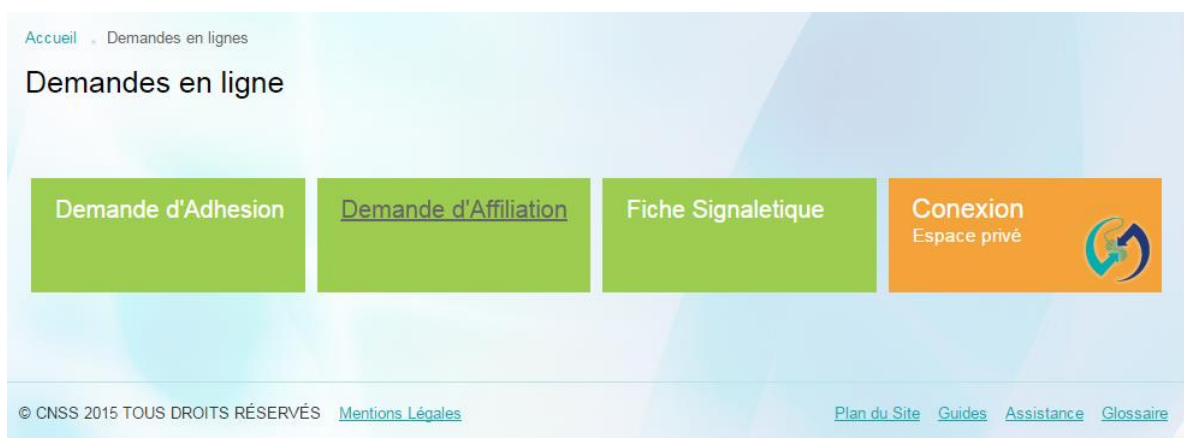 Accueil . Demandes en lignes
Demandes en ligne
Demande d'Adhesion
Demande d'Affiliation
Fiche Signaletique
Conexion
Espace privé
© CNSS 2015 TOUS DROITS RÉSERVÉS Mentions Légales
Plan du Site Guides Assistance Glossaire